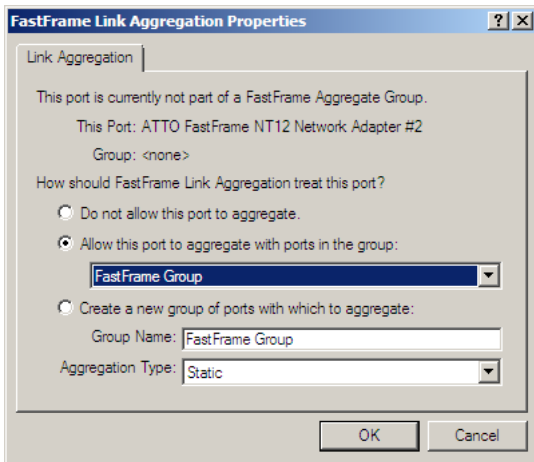 FastFrame Link Aggregation Properties
Link Aggregation
This port is currently not part of a FastFrame Aggregate Group.
This Port: ATTO FastFrame NT12 Network Adapter #2
Group: <none>
How should FastFrame Link Aggregation treat this port?
Do not allow this port to aggregate.
Allow this port to aggregate with ports in the group:
FastFrame Group
Create a new group of ports with which to aggregate:
Group Name: FastFrame Group
Aggregation Type: Static
OK Cancel